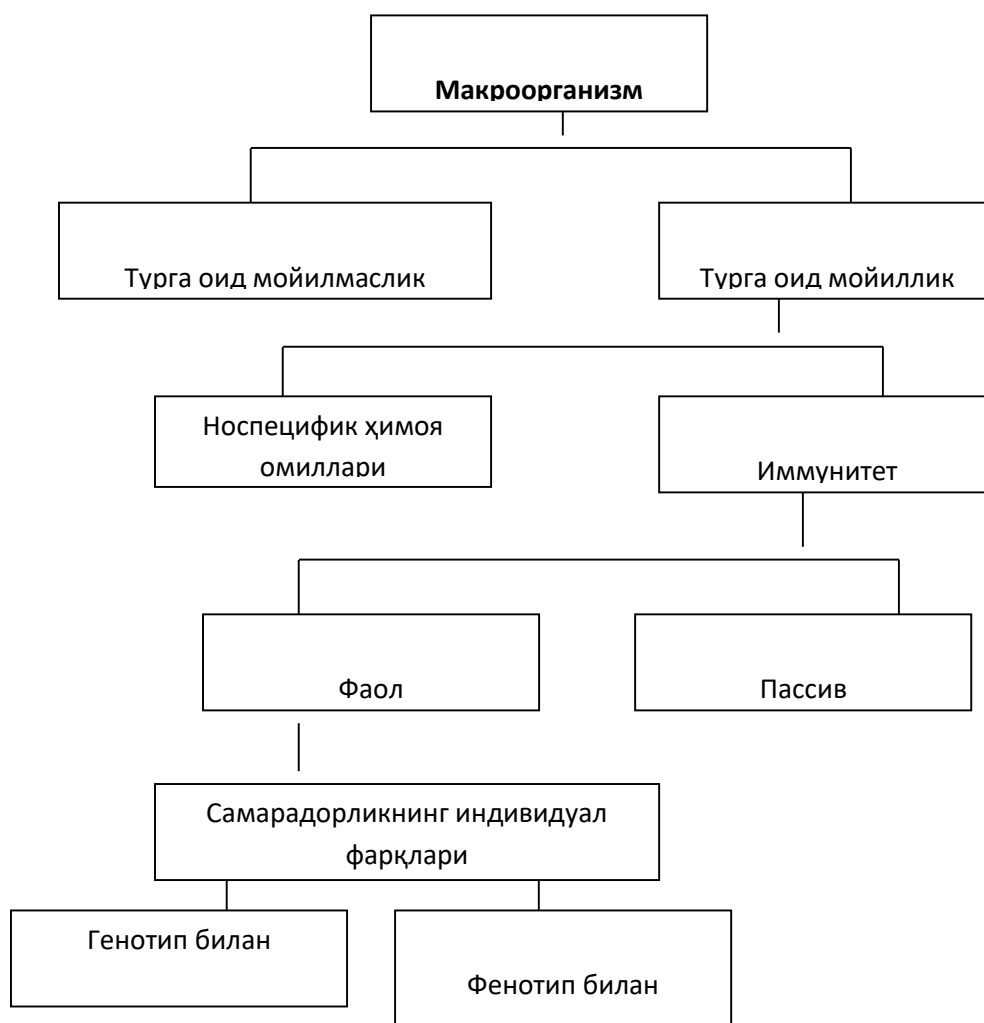 Макроорганизм
Турга оид мойилмаслик
Турга оид мойиллик
Носпецифик ҳимоя
омиллари
Иммунитет
Фаол
Пассив
Самарадорликнинг индивидуал
фарқлари
Генотип билан
Фенотип билан